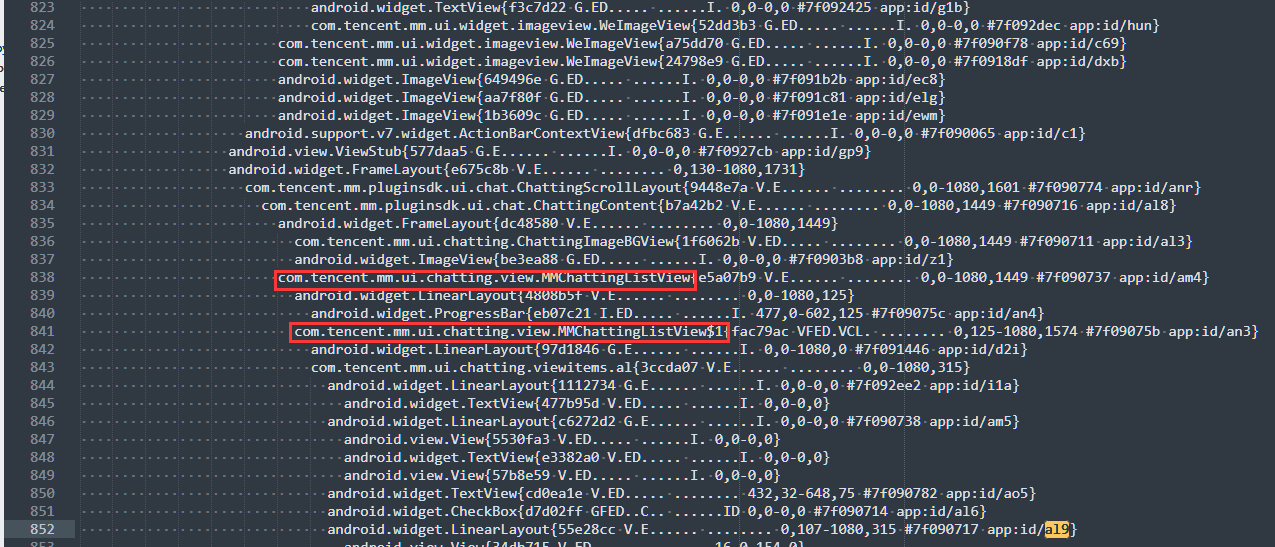 823 android.widget.TextView{f3c7d22 G.ED..... ......I. 0,0-0,0 #7f092425 app:id/g1b}
824 com.tencent.mm.ui.widget.imageview.WeImageView{52dd3b3 G.ED..... ......I. 0,0-0,0 #7f092dec app:id/hun}
825 com.tencent.mm.ui.widget.imageview.WeImageView{a75dd70 G.ED..... ......I. 0,0-0,0 #7f090f78 app:id/c69}
826 com.tencent.mm.ui.widget.imageview.WeImageView{24798e9 G.ED..... ......I. 0,0-0,0 #7f0918df app:id/dxb}
827 android.widget.ImageView{649496e G.ED..... ......I. 0,0-0,0 #7f091b2b app:id/ec8}
828 android.widget.ImageView{aa7f80f G.ED..... ......I. 0,0-0,0 #7f091c81 app:id/elg}
829 android.widget.ImageView{1b3609c G.ED..... ......I. 0,0-0,0 #7f091e1e app:id/ewm}
830 android.support.v7.widget.ActionBarContextView{dfbc683 G.E...... ......I. 0,0-0,0 #7f090065 app:id/c1}
831 android.view.ViewStub{577daa5 G.E...... ......I. 0,0-0,0 #7f0927cb app:id/gp9}
832 android.widget.FrameLayout{e675c8b V.E...... ........ 0,130-1080,1731}
833 com.tencent.mm.pluginsdk.ui.chat.ChattingScrollLayout{9448e7a V.E...... ........ 0,0-1080,1601 #7f090774 app:id/anr}
834 com.tencent.mm.pluginsdk.ui.chat.ChattingContent{b7a42b2 V.E...... ........ 0,0-1080,1449 #7f090716 app:id/al8}
835 android.widget.FrameLayout{dc48580 V.E...... ........ 0,0-1080,1449}
836 com.tencent.mm.ui.chatting.ChattingImageBGView{1f6062b V.ED..... ........ 0,0-1080,1449 #7f090711 app:id/al3}
837 android.widget.ImageView{be3ea88 G.ED..... ......I. 0,0-0,0 #7f0903b8 app:id/z1}
838 com.tencent.mm.ui.chatting.view.MMChattingListView{e5a07b9 V.E...... ........ 0,0-1080,1449 #7f090737 app:id/am4}
839 android.widget.LinearLayout{4808b5f V.E...... ........ 0,0-1080,125}
840 android.widget.ProgressBar{eb07c21 I.ED..... ......I. 477,0-602,125 #7f09075c app:id/an4}
841 com.tencent.mm.ui.chatting.view.MMChattingListView$1{fac79ac VFED.VCL. ........ 0,125-1080,1574 #7f09075b app:id/an3}
842 android.widget.LinearLayout{97d1846 G.E...... ......I. 0,0-1080,0 #7f091446 app:id/d2i}
843 com.tencent.mm.ui.chatting.viewitems.al{3ccda07 V.E...... ........ 0,0-1080,315}
844 android.widget.LinearLayout{1112734 G.E...... ......I. 0,0-0,0 #7f092ee2 app:id/i1a}
845 android.widget.TextView{477b95d V.ED..... ......I. 0,0-0,0}
846 android.widget.LinearLayout{c6272d2 G.E...... ......I. 0,0-0,0 #7f090738 app:id/am5}
847 android.view.View{5530fa3 V.ED..... ......I. 0,0-0,0}
848 android.widget.TextView{e3382a0 V.ED..... ......I. 0,0-0,0}
849 android.view.View{57b8e59 V.ED..... ......I. 0,0-0,0}
850 android.widget.TextView{cd0ea1e V.ED..... ........ 432,32-648,75 #7f090782 app:id/ao5}
851 android.widget.CheckBox{d7d02ff GFED..C.. ......ID 0,0-0,0 #7f090714 app:id/al6}
852 android.widget.LinearLayout{55e28cc V.E...... ........ 0,107-1080,315 #7f090717 app:id/al9}